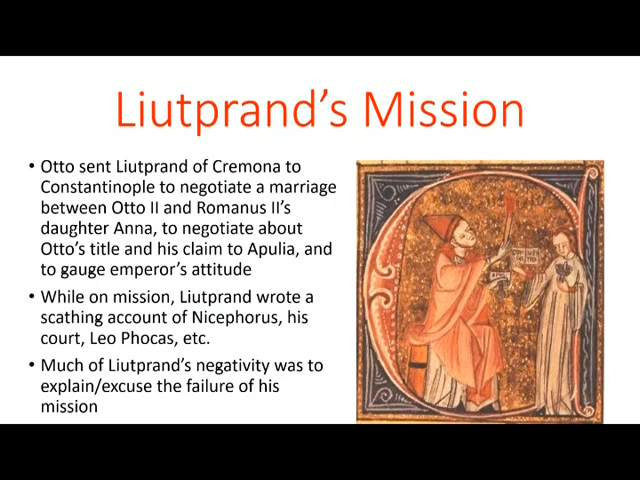 Liutprand's Mission
• Otto sent Liutprand of Cremona to
Constantinople to negotiate a marriage
between Otto II and Romanus II's
daughter Anna, to negotiate about
Otto's title and his claim to Apulia, and
to gauge emperor's attitude
• While on mission, Liutprand wrote a
scathing account of Nicephorus, his
court, Leo Phocas, etc.
• Much of Liutprand's negativity was to
explain/excuse the failure of his
mission